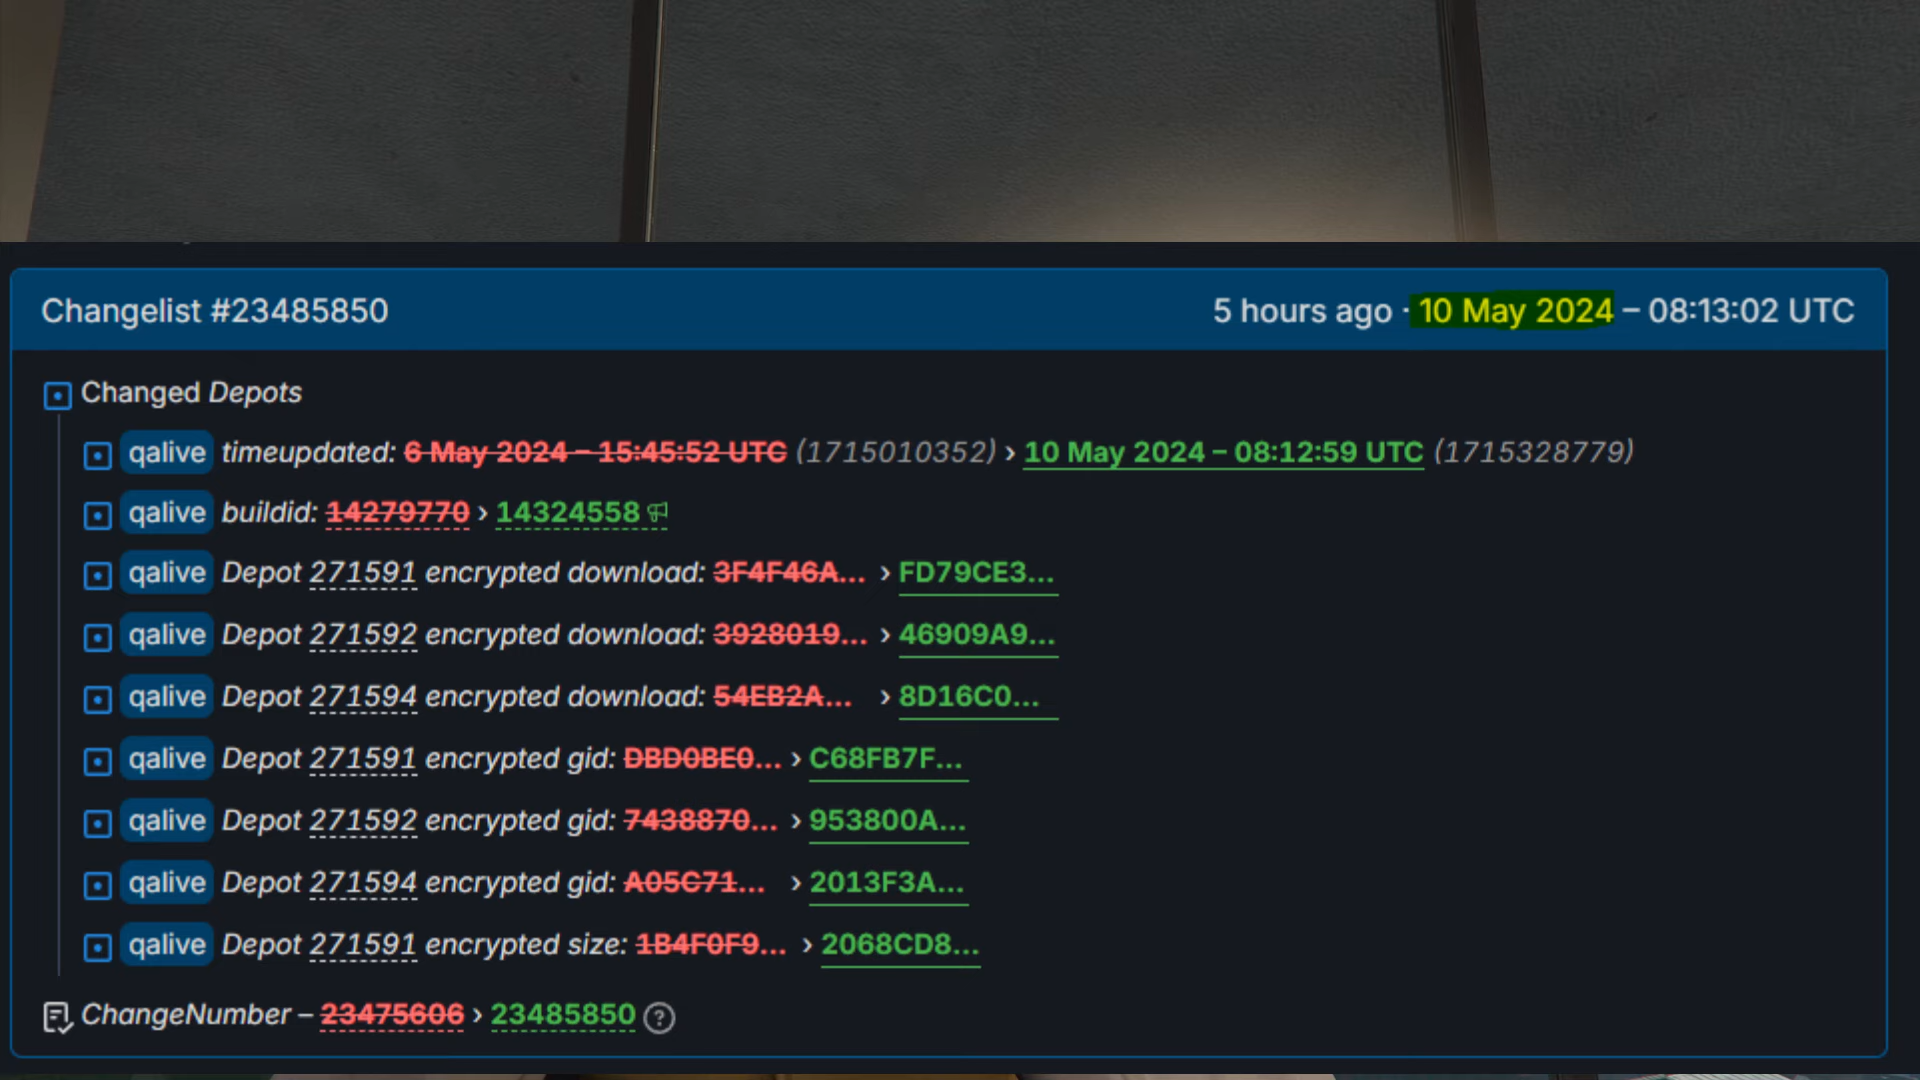 Changelist #23485850
5 hours ago · 10 May 2024 – 08:13:02 UTC
Changed Depots
qalive timeupdated: 6 May 2024 – 15:45:52 UTC (1715010352) › 10 May 2024 – 08:12:59 UTC (1715328779)
qalive buildid: 14279770 › 14324558
qalive Depot 271591 encrypted download: 3F4F46A... › FD79CE3...
qalive Depot 271592 encrypted download: 3928019... › 46909A9...
qalive Depot 271594 encrypted download: 54EB2A... › 8D16C0...
qalive Depot 271591 encrypted gid: DBD0BE0... › C68FB7F...
qalive Depot 271592 encrypted gid: 7438870... › 953800A...
qalive Depot 271594 encrypted gid: A05C71... › 2013F3A...
qalive Depot 271591 encrypted size: 1B4F0F9... › 2068CD8...
ChangeNumber – 23475606 › 23485850 ?